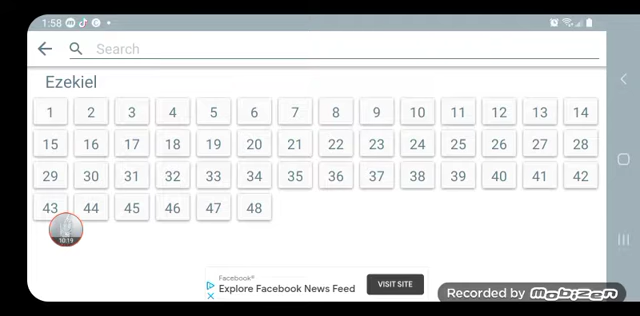 1:58
Search
Ezekiel
1 2 3 4 5 6 7 8 9 10 11 12 13 14
15 16 17 18 19 20 21 22 23 24 25 26 27 28
29 30 31 32 33 34 35 36 37 38 39 40 41 42
43 44 45 46 47 48
10:19
Facebook®
Explore Facebook News Feed
VISIT SITE
Recorded by mobizen